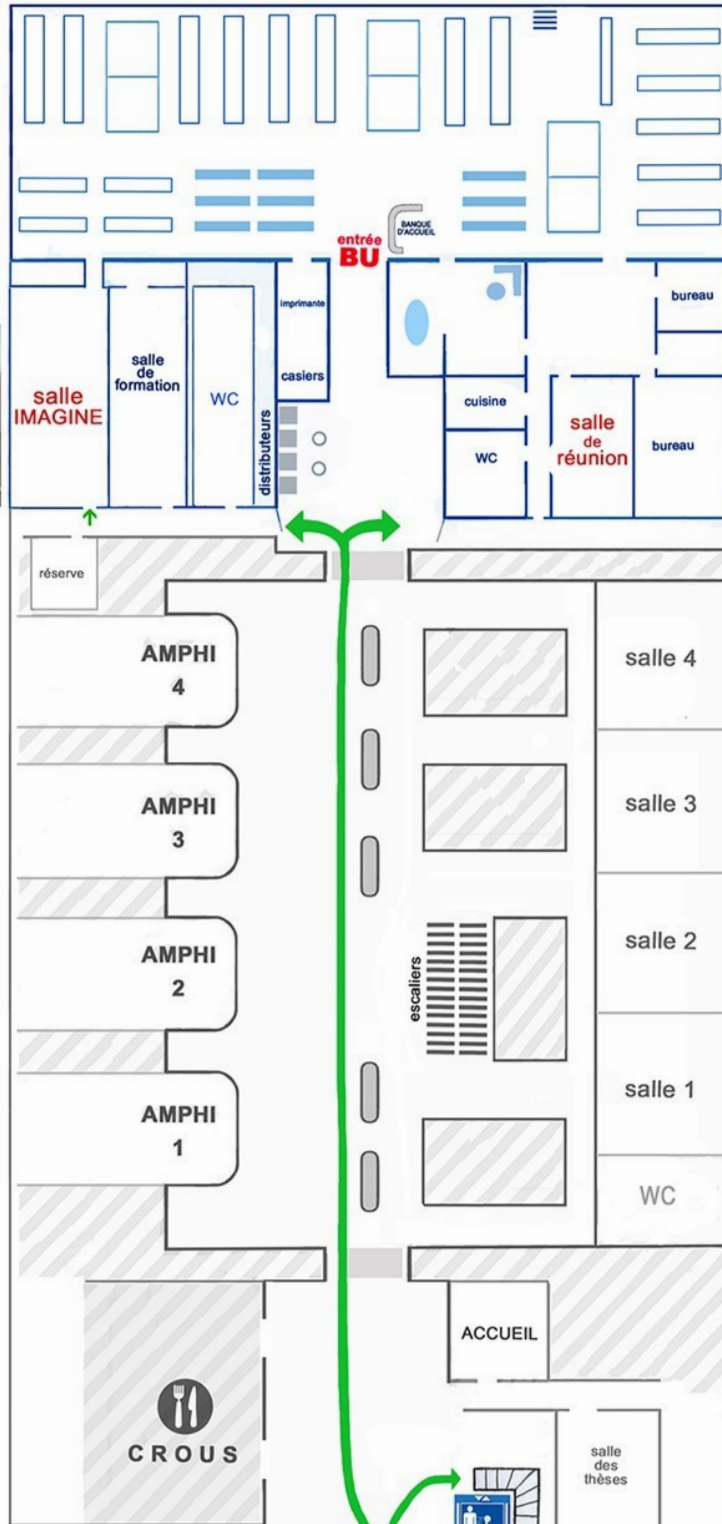 BANQUE
D'ACCUEIL
entrée
BU
imprimante
casiers
salle
IMAGINE
salle
de
formation
WC
distributeurs
bureau
cuisine
WC
salle
de
réunion
bureau
réserve
AMPHI
4
salle 4
AMPHI
3
salle 3
AMPHI
2
escaliers
salle 2
AMPHI
1
salle 1
WC
ACCUEIL
CROUS
salle
des
thèses